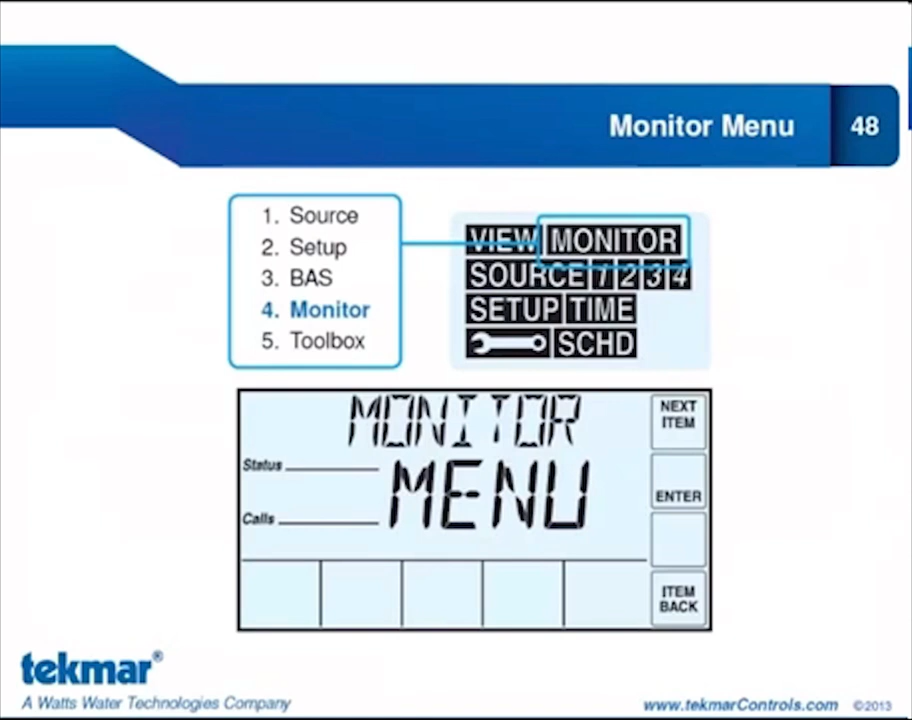 Monitor Menu 48
1. Source
2. Setup
3. BAS
4. Monitor
5. Toolbox
VIEW MONITOR
SOURCE 1 2 3 4
SETUP TIME
SCHD
MONITOR
MENU
Status
Calls
NEXT
ITEM
ENTER
ITEM
BACK
tekmar®
A Watts Water Technologies Company
www.tekmarControls.com ©2013